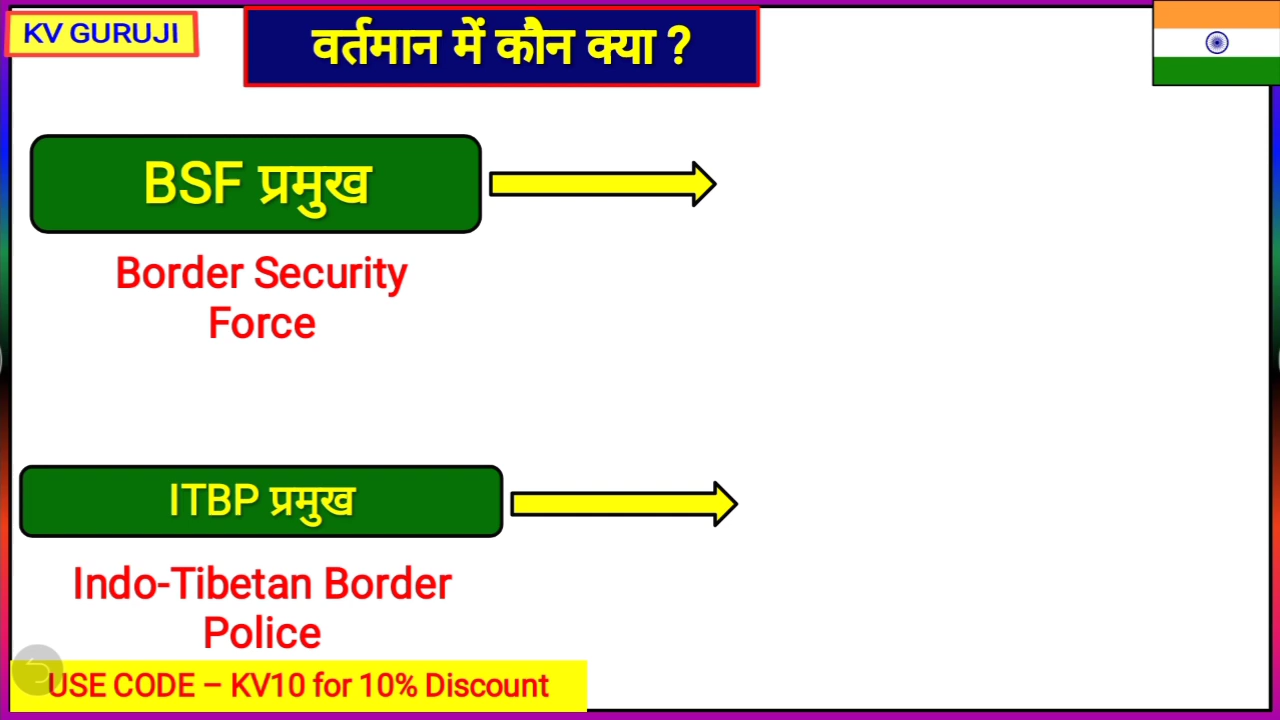 KV GURUJI
वर्तमान में कौन क्या ?
BSF प्रमुख
Border Security
Force
ITBP प्रमुख
Indo-Tibetan Border
Police
USE CODE – KV10 for 10% Discount